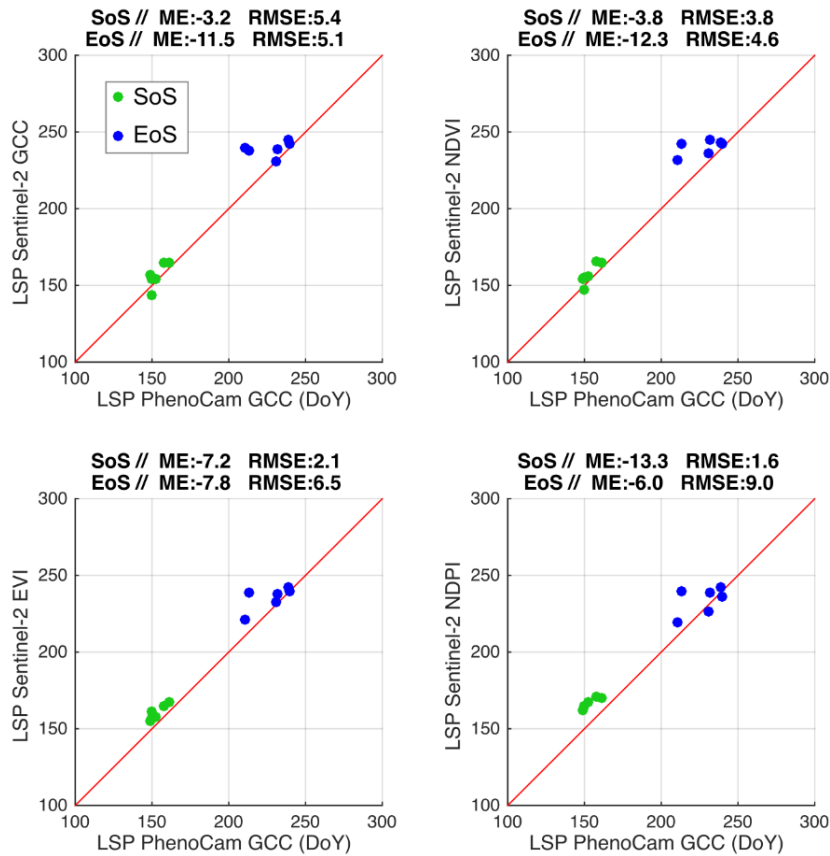 SoS // ME:-3.2 RMSE:5.4
EoS // ME:-11.5 RMSE:5.1
300
250
200
150
100
LSP Sentinel-2 GCC
SoS
EoS
100 150 200 250 300
LSP PhenoCam GCC (DoY)
SoS // ME:-3.8 RMSE:3.8
EoS // ME:-12.3 RMSE:4.6
300
250
200
150
100
LSP Sentinel-2 NDVI
100 150 200 250 300
LSP PhenoCam GCC (DoY)
SoS // ME:-7.2 RMSE:2.1
EoS // ME:-7.8 RMSE:6.5
300
250
200
150
100
LSP Sentinel-2 EVI
100 150 200 250 300
LSP PhenoCam GCC (DoY)
SoS // ME:-13.3 RMSE:1.6
EoS // ME:-6.0 RMSE:9.0
300
250
200
150
100
LSP Sentinel-2 NDPI
100 150 200 250 300
LSP PhenoCam GCC (DoY)